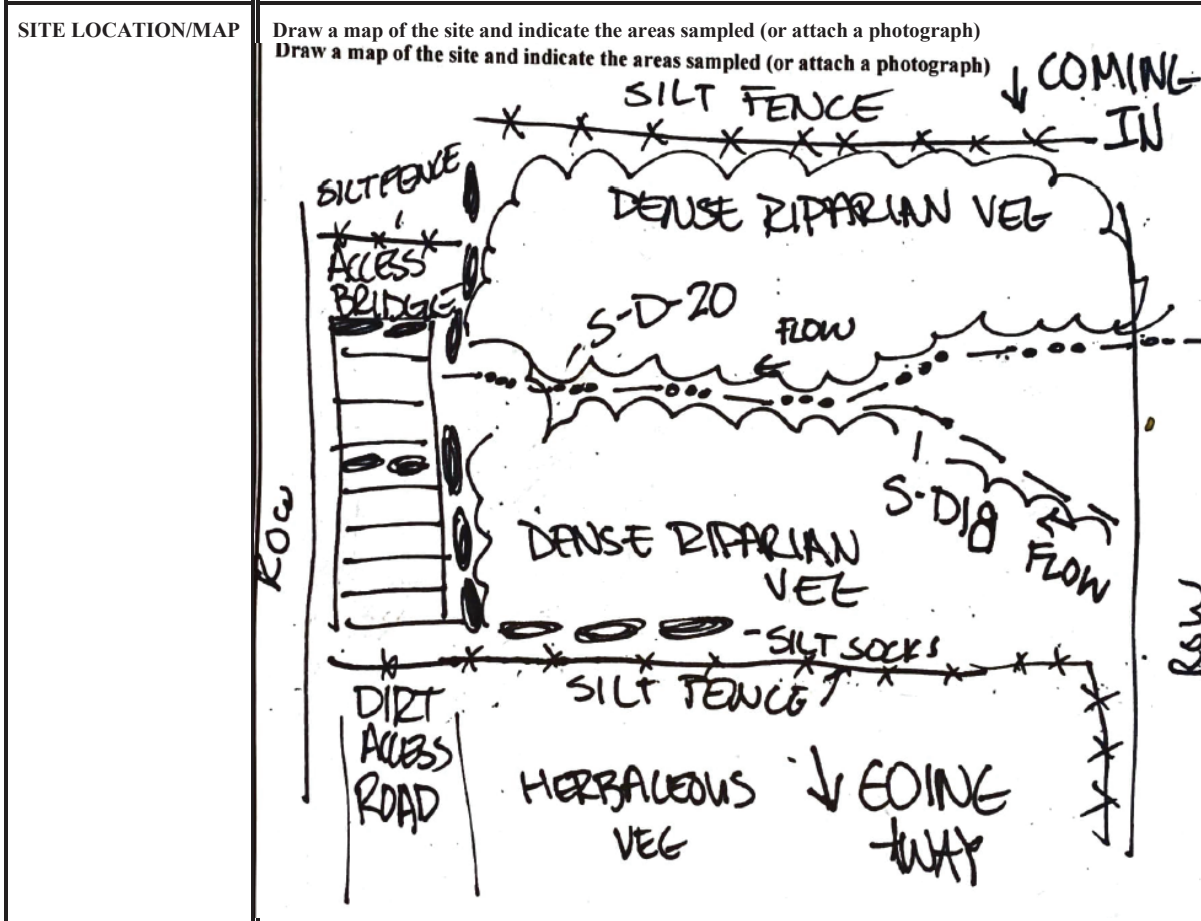 SITE LOCATION/MAP
Draw a map of the site and indicate the areas sampled (or attach a photograph)
Draw a map of the site and indicate the areas sampled (or attach a photograph)
↓ COMING
IN
SILT FENCE
SILT FENCE
DENSE RIPARIAN VEG
ACCESS
BRIDGE
S-D-20
FLOW
S-D18
FLOW
ROW
DENSE RIPARIAN
VEG
ROW
-SILT SOCKS
SILT FENCE
DIRT
ACCESS
ROAD
HERBACEOUS
VEG
↓ GOING
AWAY